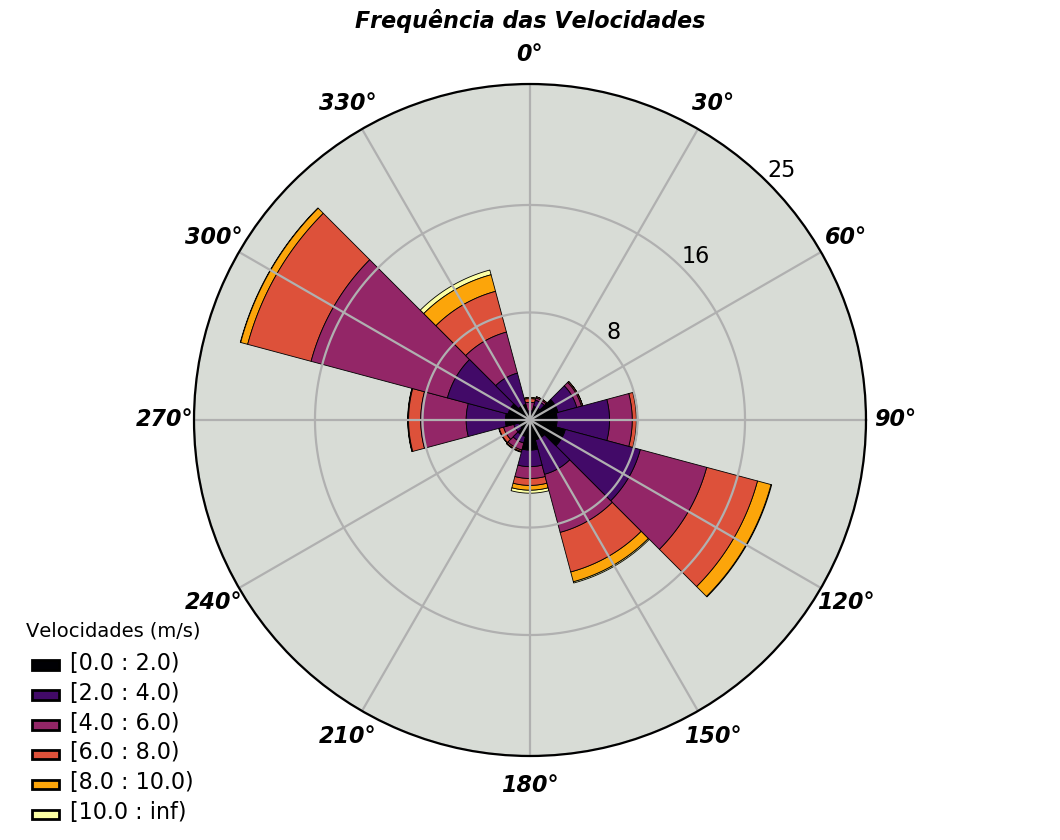 Frequência das Velocidades
0°
330°
30°
25
300°
60°
16
8
270°
90°
240°
120°
210°
150°
180°
Velocidades (m/s)
[0.0 : 2.0)
[2.0 : 4.0)
[4.0 : 6.0)
[6.0 : 8.0)
[8.0 : 10.0)
[10.0 : inf)